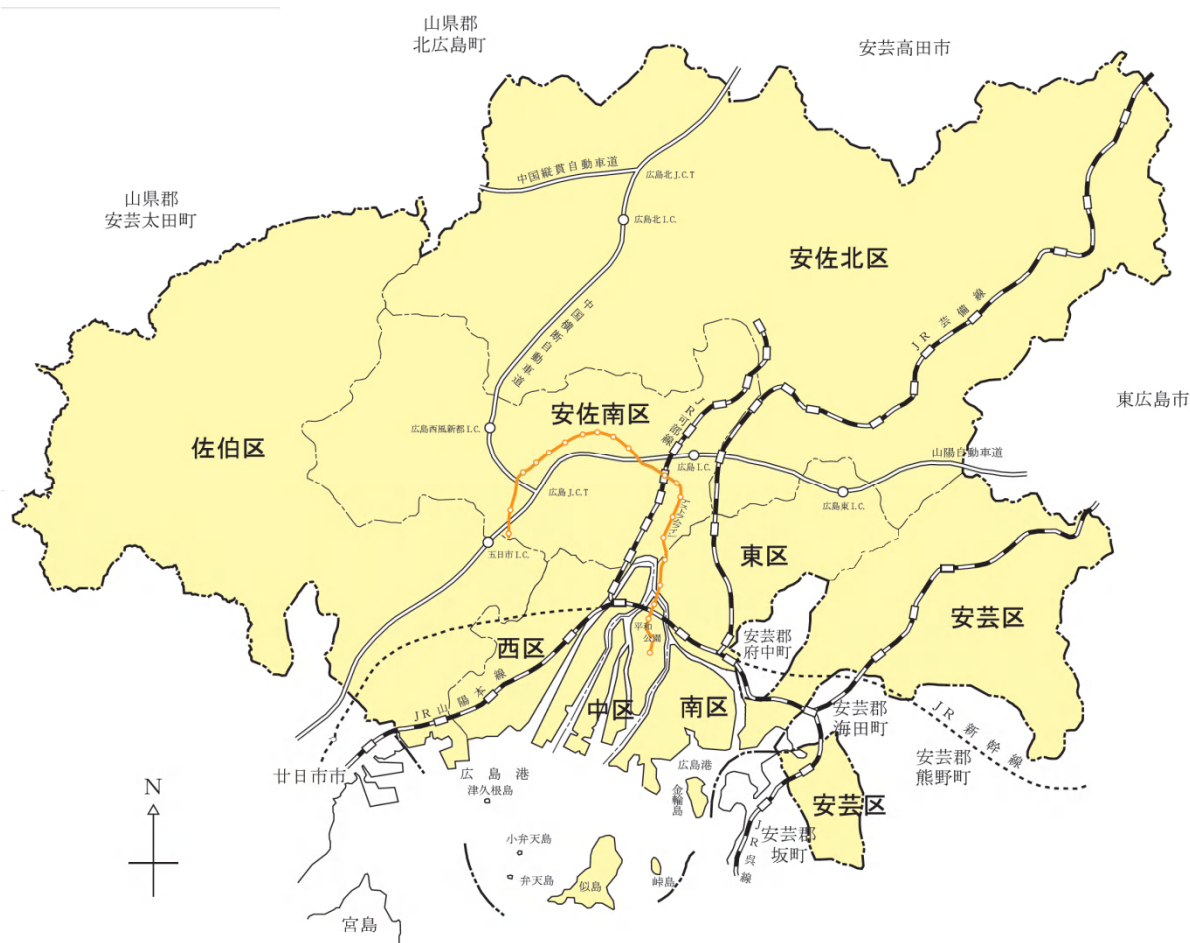 山県郡
北広島町
安芸高田市
山県郡
安芸太田町
中国縦貫自動車道
広島北J.C.T
広島北I.C.
安佐北区
JR芸備線
中国横断自動車道
東広島市
安佐南区
JR可部線
広島西風新都I.C.
佐伯区
広島I.C.
山陽自動車道
広島J.C.T
広島東I.C.
アストラムライン
五日市I.C.
東区
安芸区
平和
公園
安芸郡
府中町
西区
JR山陽本線
中区
南区
安芸郡
海田町
JR新幹線
安芸郡
熊野町
廿日市市
広島港
津久根島
広島港
金輪島
安芸区
N
小弁天島
安芸郡
坂町
JR呉線
弁天島
似島
峠島
宮島